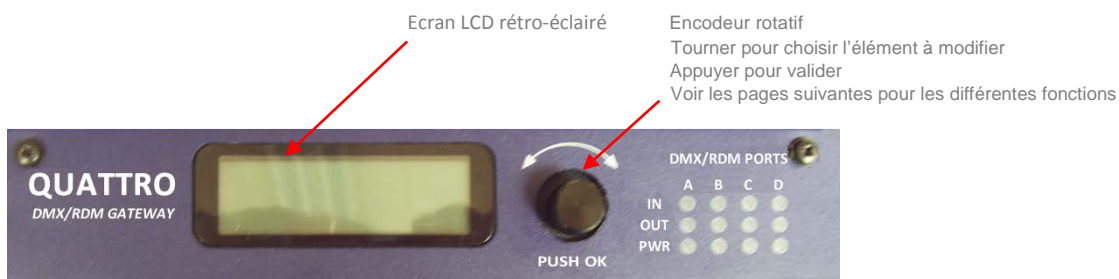 Ecran LCD rétro-éclairé
Encodeur rotatif
Tourner pour choisir l'élément à modifier
Appuyer pour valider
Voir les pages suivantes pour les différentes fonctions
QUATTRO
DMX/RDM GATEWAY
PUSH OK
DMX/RDM PORTS
A B C D
IN
OUT
PWR